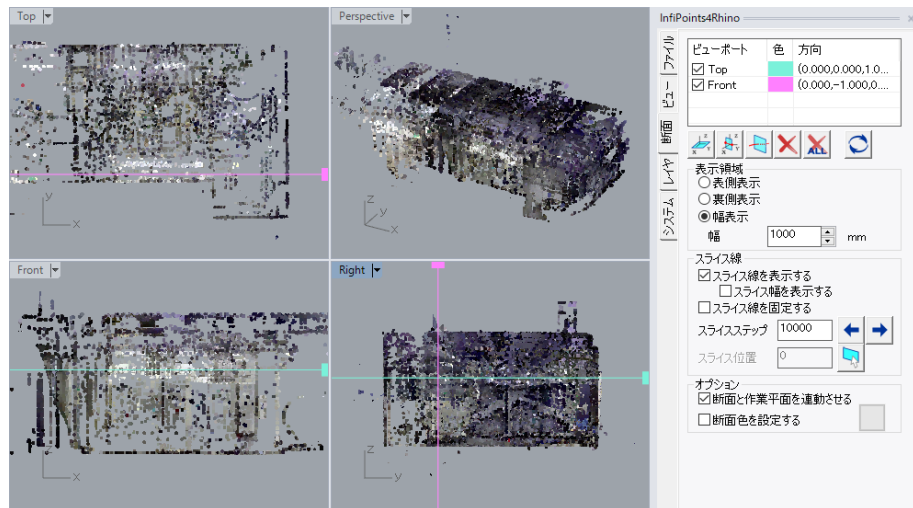 Top
Perspective
InfiPoints4Rhino
ファイル
ビュー
断面
レイヤ
システム
ビューポート 色 方向
Top (0.000,0.000,1.0...
Front (0.000,-1.000,0....
ALL
表示領域
表側表示
裏側表示
幅表示
幅 1000 mm
スライス線
スライス線を表示する
スライス幅を表示する
スライス線を固定する
スライスステップ 10000
スライス位置 0
オプション
断面と作業平面を連動させる
断面色を設定する
y
x
z
y
x
Front
Right
z
x
z
y